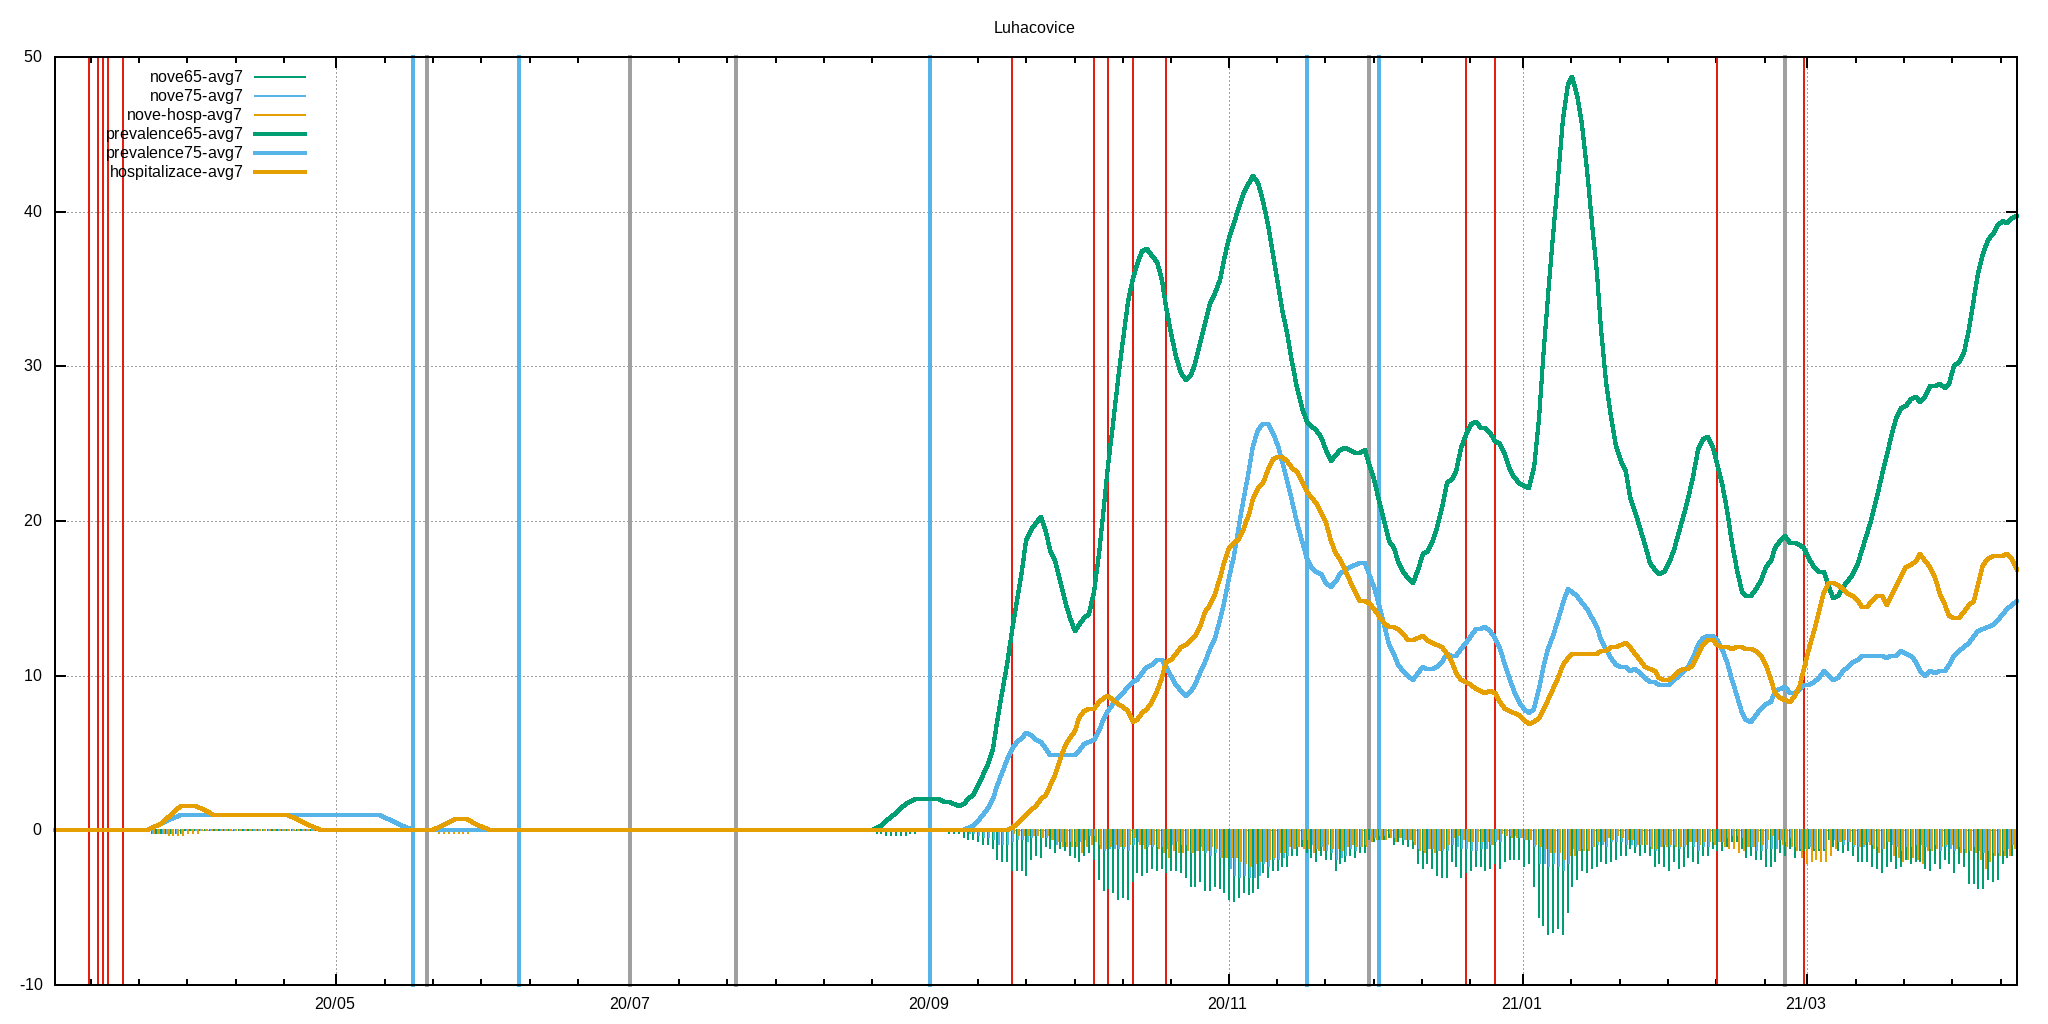 Luhacovice
50
nove65-avg7
nove75-avg7
nove-hosp-avg7
prevalence65-avg7
prevalence75-avg7
hospitalizace-avg7
40
30
20
10
0
-10
20/05 20/07 20/09 20/11 21/01 21/03